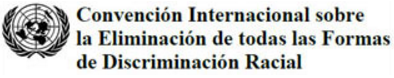 Convención Internacional sobre
la Eliminación de todas las Formas
de Discriminación Racial